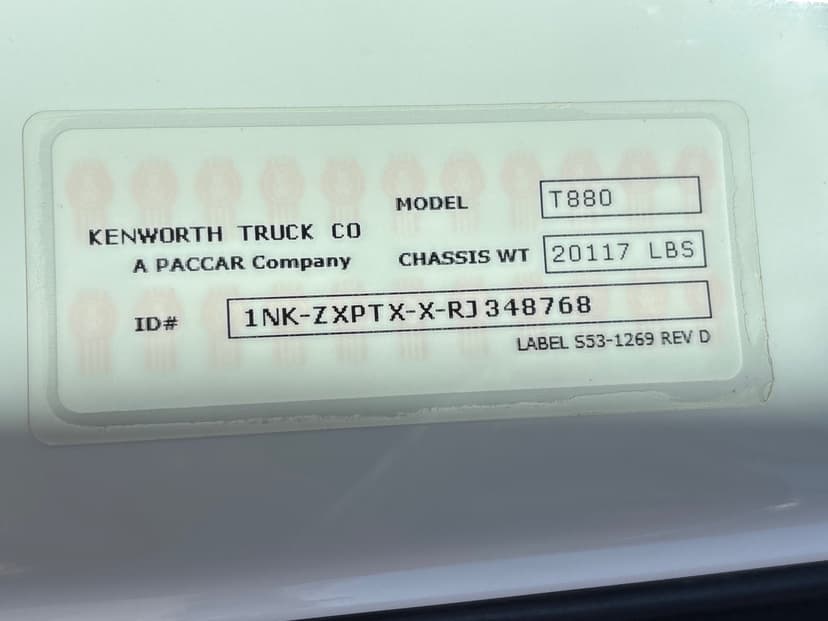 MODEL T880
KENWORTH TRUCK CO
A PACCAR Company
CHASSIS WT 20117 LBS
ID# 1NK-ZXPTX-X-RJ348768
LABEL S53-1269 REV D